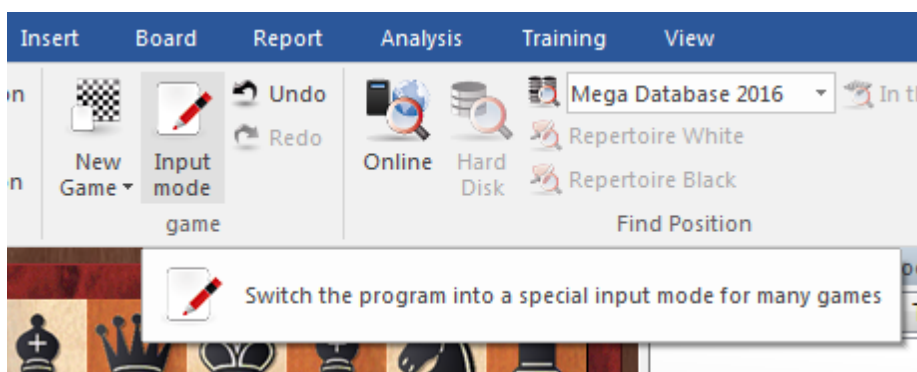 Insert Board Report Analysis Training View
Undo
Mega Database 2016
In t
Redo
Repertoire White
New Game
Input mode
Online
Hard Disk
Repertoire Black
game
Find Position
Switch the program into a special input mode for many games